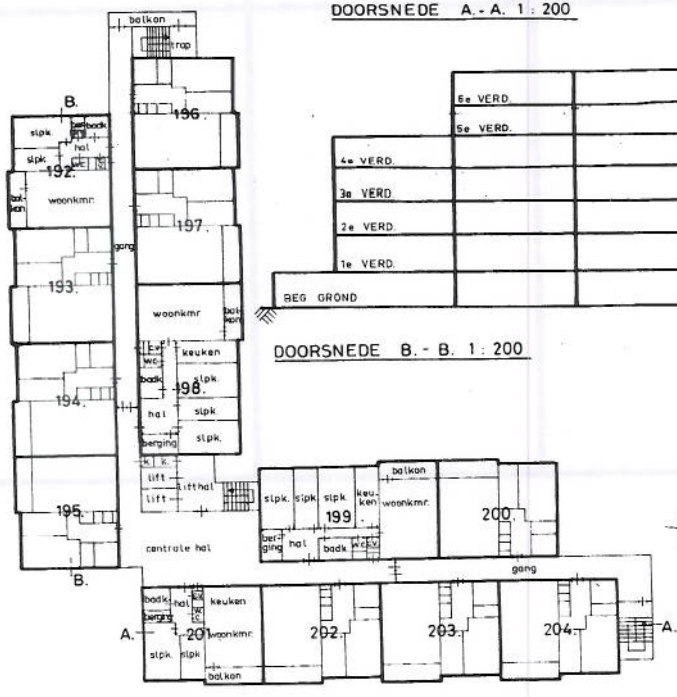 DOORSNEDE A.-A. 1:200
balkon
trap
196.
B.
slpk.
ber
badk
hal
slpk.
wc
192.
balkon
woonkmr.
gang
197.
193.
woonkmr
balkon
194.
c.v.
wc
keuken
badk
198.
slpk.
hal
slpk.
berging
slpk.
k. k.
lift
lifthal
lift
195.
B.
centrale hal
6e VERD.
5e VERD.
4e VERD.
3e VERD.
2e VERD.
1e VERD.
BEG GROND
DOORSNEDE B.-B. 1:200
balkon
slpk.
slpk.
slpk.
keuken
woonkmr.
199
200.
berging
hal
badk
wc
c.v.
gang
badk.
hal
keuken
berging
wc
A.
201.
woonkmr.
202.
203.
204.
A.
slpk.
slpk
balkon